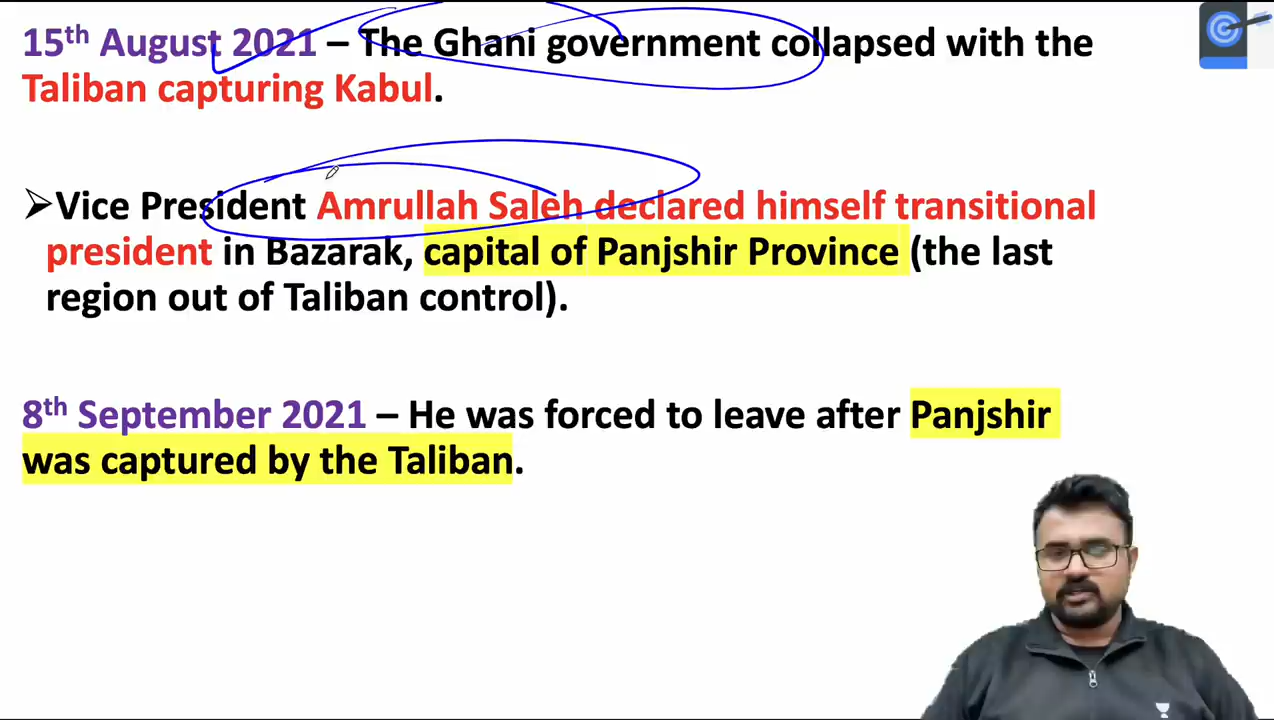 15th August 2021 – The Ghani government collapsed with the
Taliban capturing Kabul.
➢Vice President Amrullah Saleh declared himself transitional
president in Bazarak, capital of Panjshir Province (the last
region out of Taliban control).
8th September 2021 – He was forced to leave after Panjshir
was captured by the Taliban.